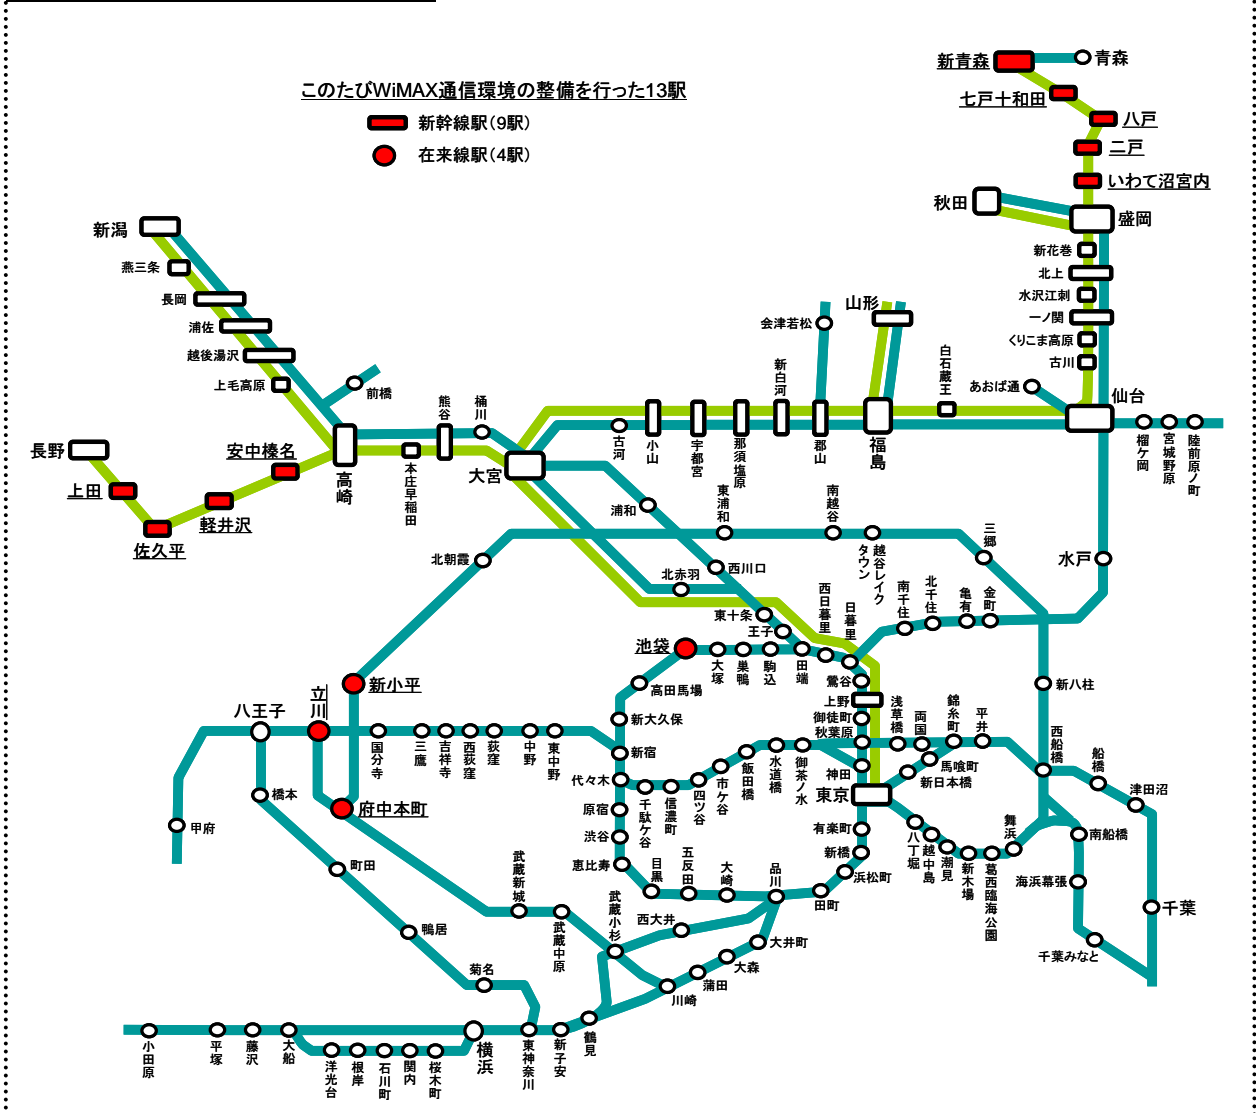 このたびWiMAX通信環境の整備を行った13駅
新幹線駅（9駅）
在来線駅（4駅）
新青森
青森
七戸十和田
八戸
二戸
いわて沼宮内
秋田
盛岡
新花巻
北上
水沢江刺
一ノ関
くりこま高原
古川
あおば通
仙台
榴ケ岡
宮城野原
陸前原ノ町
新潟
燕三条
長岡
浦佐
越後湯沢
上毛高原
前橋
長野
上田
佐久平
軽井沢
安中榛名
高崎
本庄早稲田
熊谷
桶川
大宮
古河
小山
宇都宮
那須塩原
新白河
郡山
会津若松
山形
福島
白石蔵王
浦和
東浦和
南越谷
越谷レイクタウン
三郷
水戸
北朝霞
西川口
北赤羽
東十条
王子
西日暮里
日暮里
南千住
北千住
亀有
金町
池袋
大塚
巣鴨
駒込
田端
鶯谷
高田馬場
新小平
上野
新八柱
新大久保
御徒町
浅草橋
両国
錦糸町
平井
八王子
立川
国分寺
三鷹
吉祥寺
西荻窪
荻窪
中野
東中野
新宿
秋葉原
西船橋
船橋
代々木
千駄ケ谷
信濃町
四ツ谷
市ケ谷
飯田橋
水道橋
御茶ノ水
神田
馬喰町
新日本橋
東京
津田沼
橋本
府中本町
甲府
原宿
渋谷
恵比寿
有楽町
新橋
八丁堀
越中島
潮見
新木場
葛西臨海公園
舞浜
南船橋
町田
目黒
五反田
大崎
品川
田町
浜松町
海浜幕張
千葉
千葉みなと
武蔵新城
武蔵中原
武蔵小杉
西大井
大井町
大森
蒲田
川崎
鴨居
菊名
小田原
平塚
藤沢
大船
洋光台
根岸
石川町
関内
桜木町
横浜
東神奈川
新子安
鶴見